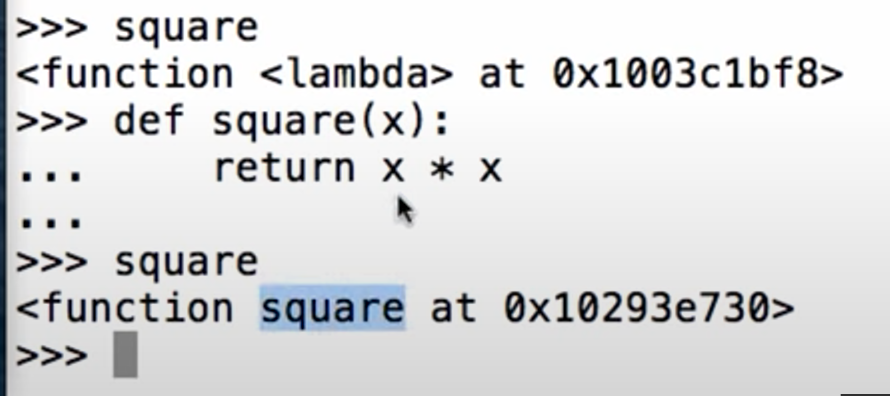 >>> square
<function <lambda> at 0x1003c1bf8>
>>> def square(x):
...     return x * x
...
>>> square
<function square at 0x10293e730>
>>>